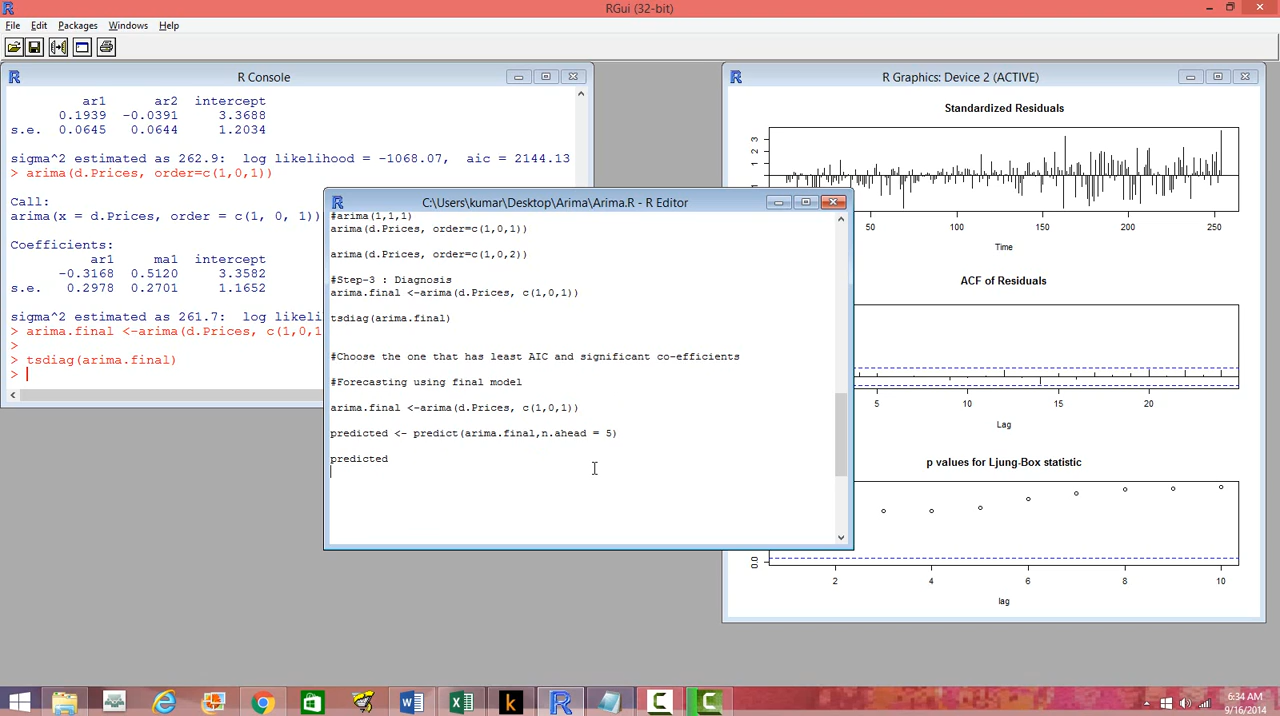 RGui (32-bit)
File Edit Packages Windows Help
R Console
ar1 ar2 intercept
0.1939 -0.0391 3.3688
s.e. 0.0645 0.0644 1.2034
sigma^2 estimated as 262.9: log likelihood = -1068.07, aic = 2144.13
> arima(d.Prices, order=c(1,0,1))
Call:
arima(x = d.Prices, order = c(1, 0, 1))
Coefficients:
ar1 ma1 intercept
-0.3168 0.5120 3.3582
s.e. 0.2978 0.2701 1.1652
sigma^2 estimated as 261.7: log likeli
> arima.final <-arima(d.Prices, c(1,0,1
>
> tsdiag(arima.final)
>
C:\Users\kumar\Desktop\Arima\Arima.R - R Editor
#arima(1,1,1)
arima(d.Prices, order=c(1,0,1))
arima(d.Prices, order=c(1,0,2))
#Step-3 : Diagnosis
arima.final <-arima(d.Prices, c(1,0,1))
tsdiag(arima.final)
#Choose the one that has least AIC and significant co-efficients
#Forecasting using final model
arima.final <-arima(d.Prices, c(1,0,1))
predicted <- predict(arima.final,n.ahead = 5)
predicted
R Graphics: Device 2 (ACTIVE)
Standardized Residuals
3
2
1
50 100 150 200 250
Time
ACF of Residuals
5 10 15 20
Lag
p values for Ljung-Box statistic
0.0
2 4 6 8 10
lag
6:34 AM
9/16/2014